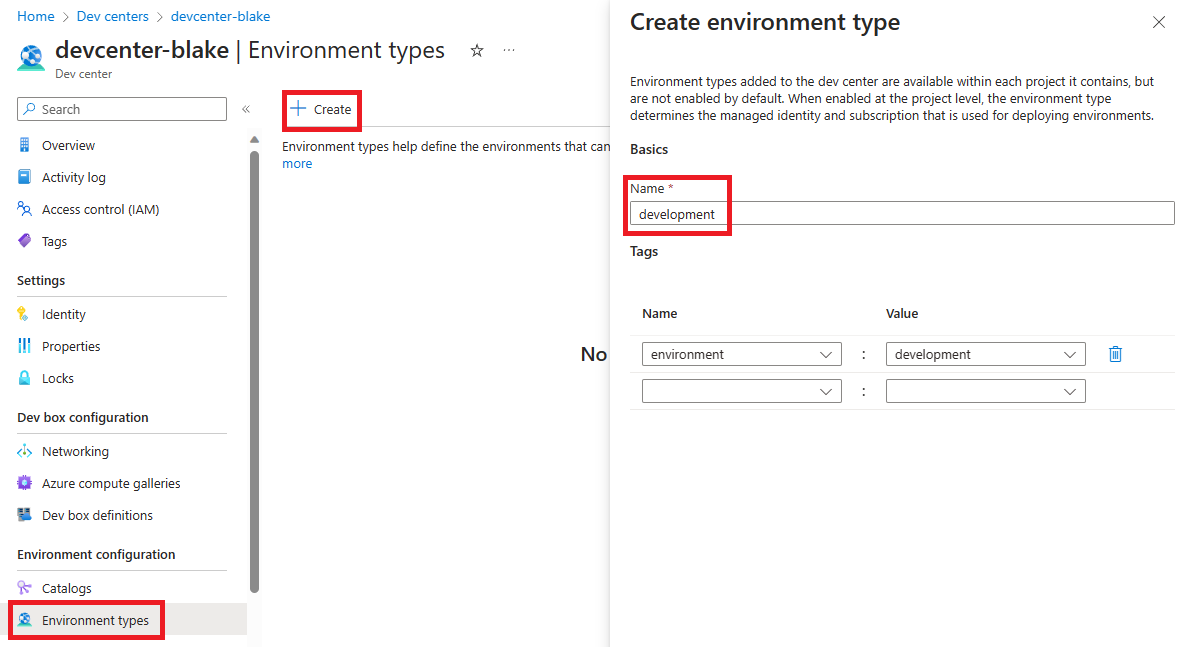 Home > Dev centers > devcenter-blake
devcenter-blake | Environment types
Dev center
Search
Overview
Activity log
Access control (IAM)
Tags
Settings
Identity
Properties
Locks
Dev box configuration
Networking
Azure compute galleries
Dev box definitions
Environment configuration
Catalogs
Environment types
Create
Environment types help define the environments that can
more
No
Create environment type
Environment types added to the dev center are available within each project it contains, but
are not enabled by default. When enabled at the project level, the environment type
determines the managed identity and subscription that is used for deploying environments.
Basics
Name *
development
Tags
Name Value
environment : development
: